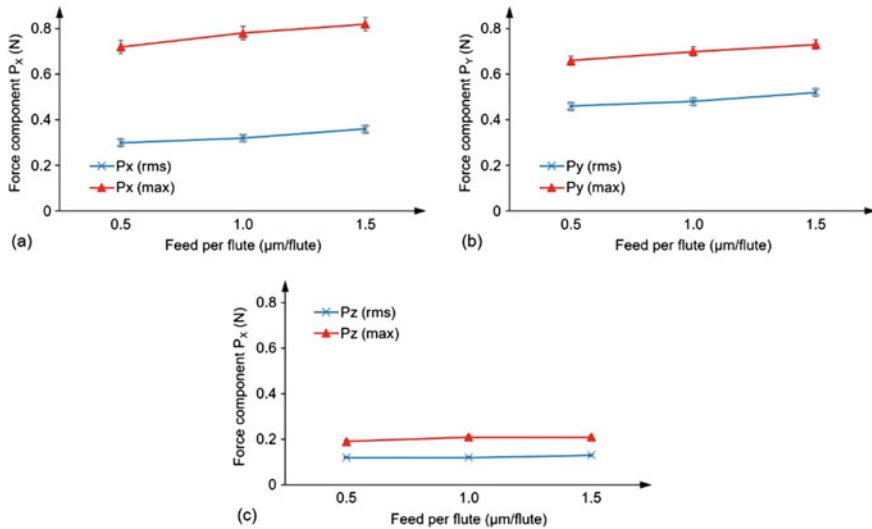 0.8
0.6
0.4
0.2
0
Force component P_X (N)
Px (rms)
Px (max)
0.5 1.0 1.5
Feed per flute (µm/flute)
(a)
0.8
0.6
0.4
0.2
0
Force component P_Y (N)
Py (rms)
Py (max)
0.5 1.0 1.5
Feed per flute (µm/flute)
(b)
0.8
0.6
0.4
0.2
0
Force component P_X (N)
Pz (rms)
Pz (max)
0.5 1.0 1.5
Feed per flute (µm/flute)
(c)